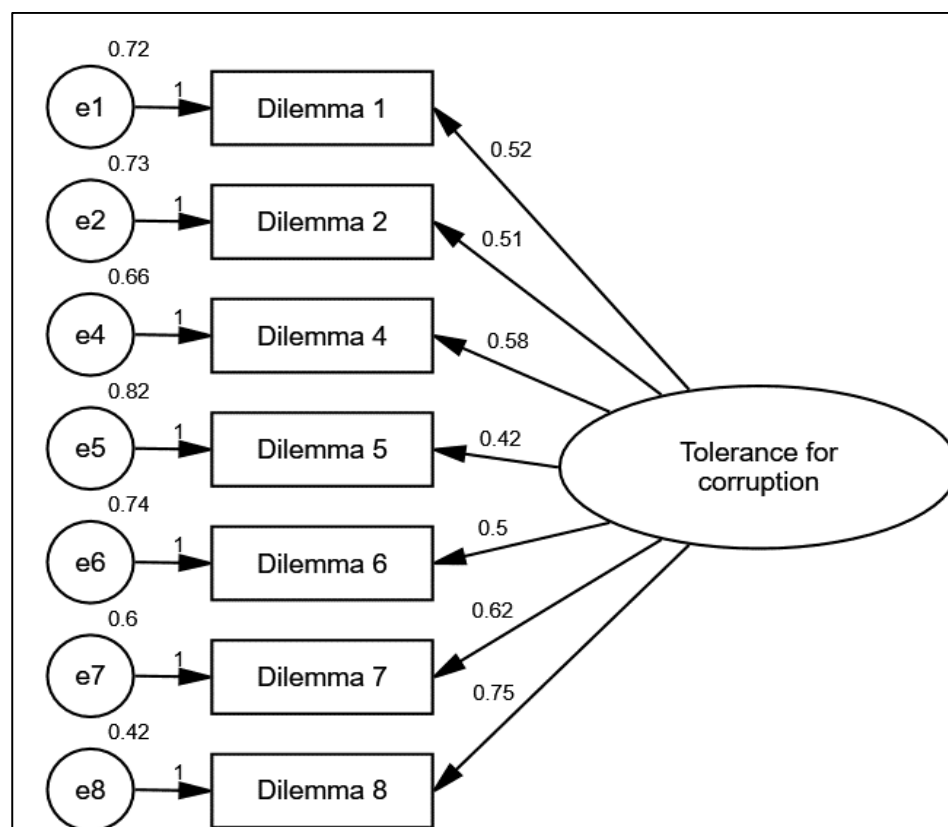 0.72
e1
1
Dilemma 1
0.52
0.73
e2
1
Dilemma 2
0.51
0.66
e4
1
Dilemma 4
0.58
0.82
e5
1
Dilemma 5
0.42
Tolerance for
corruption
0.74
e6
1
Dilemma 6
0.5
0.6
e7
1
Dilemma 7
0.62
0.42
e8
1
Dilemma 8
0.75